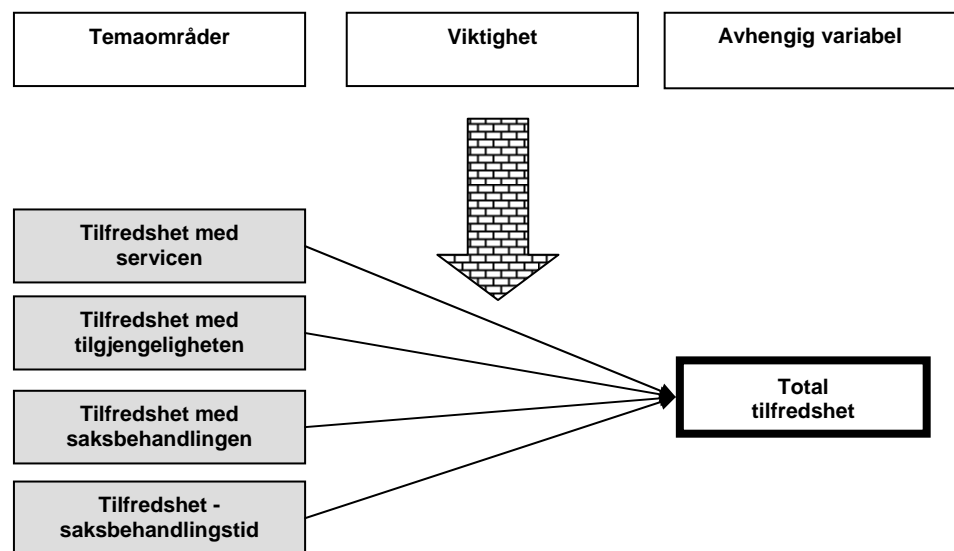 Temaområder
Viktighet
Avhengig variabel
Tilfredshet med
servicen
Tilfredshet med
tilgjengeligheten
Tilfredshet med
saksbehandlingen
Tilfredshet -
saksbehandlingstid
Total
tilfredshet